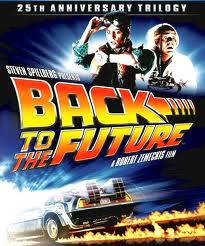 25TH ANNIVERSARY TRILOGY
STEVEN SPIELBERG PRESENTS
BACK
TO THE
FUTURE
A ROBERT ZEMECKIS FILM